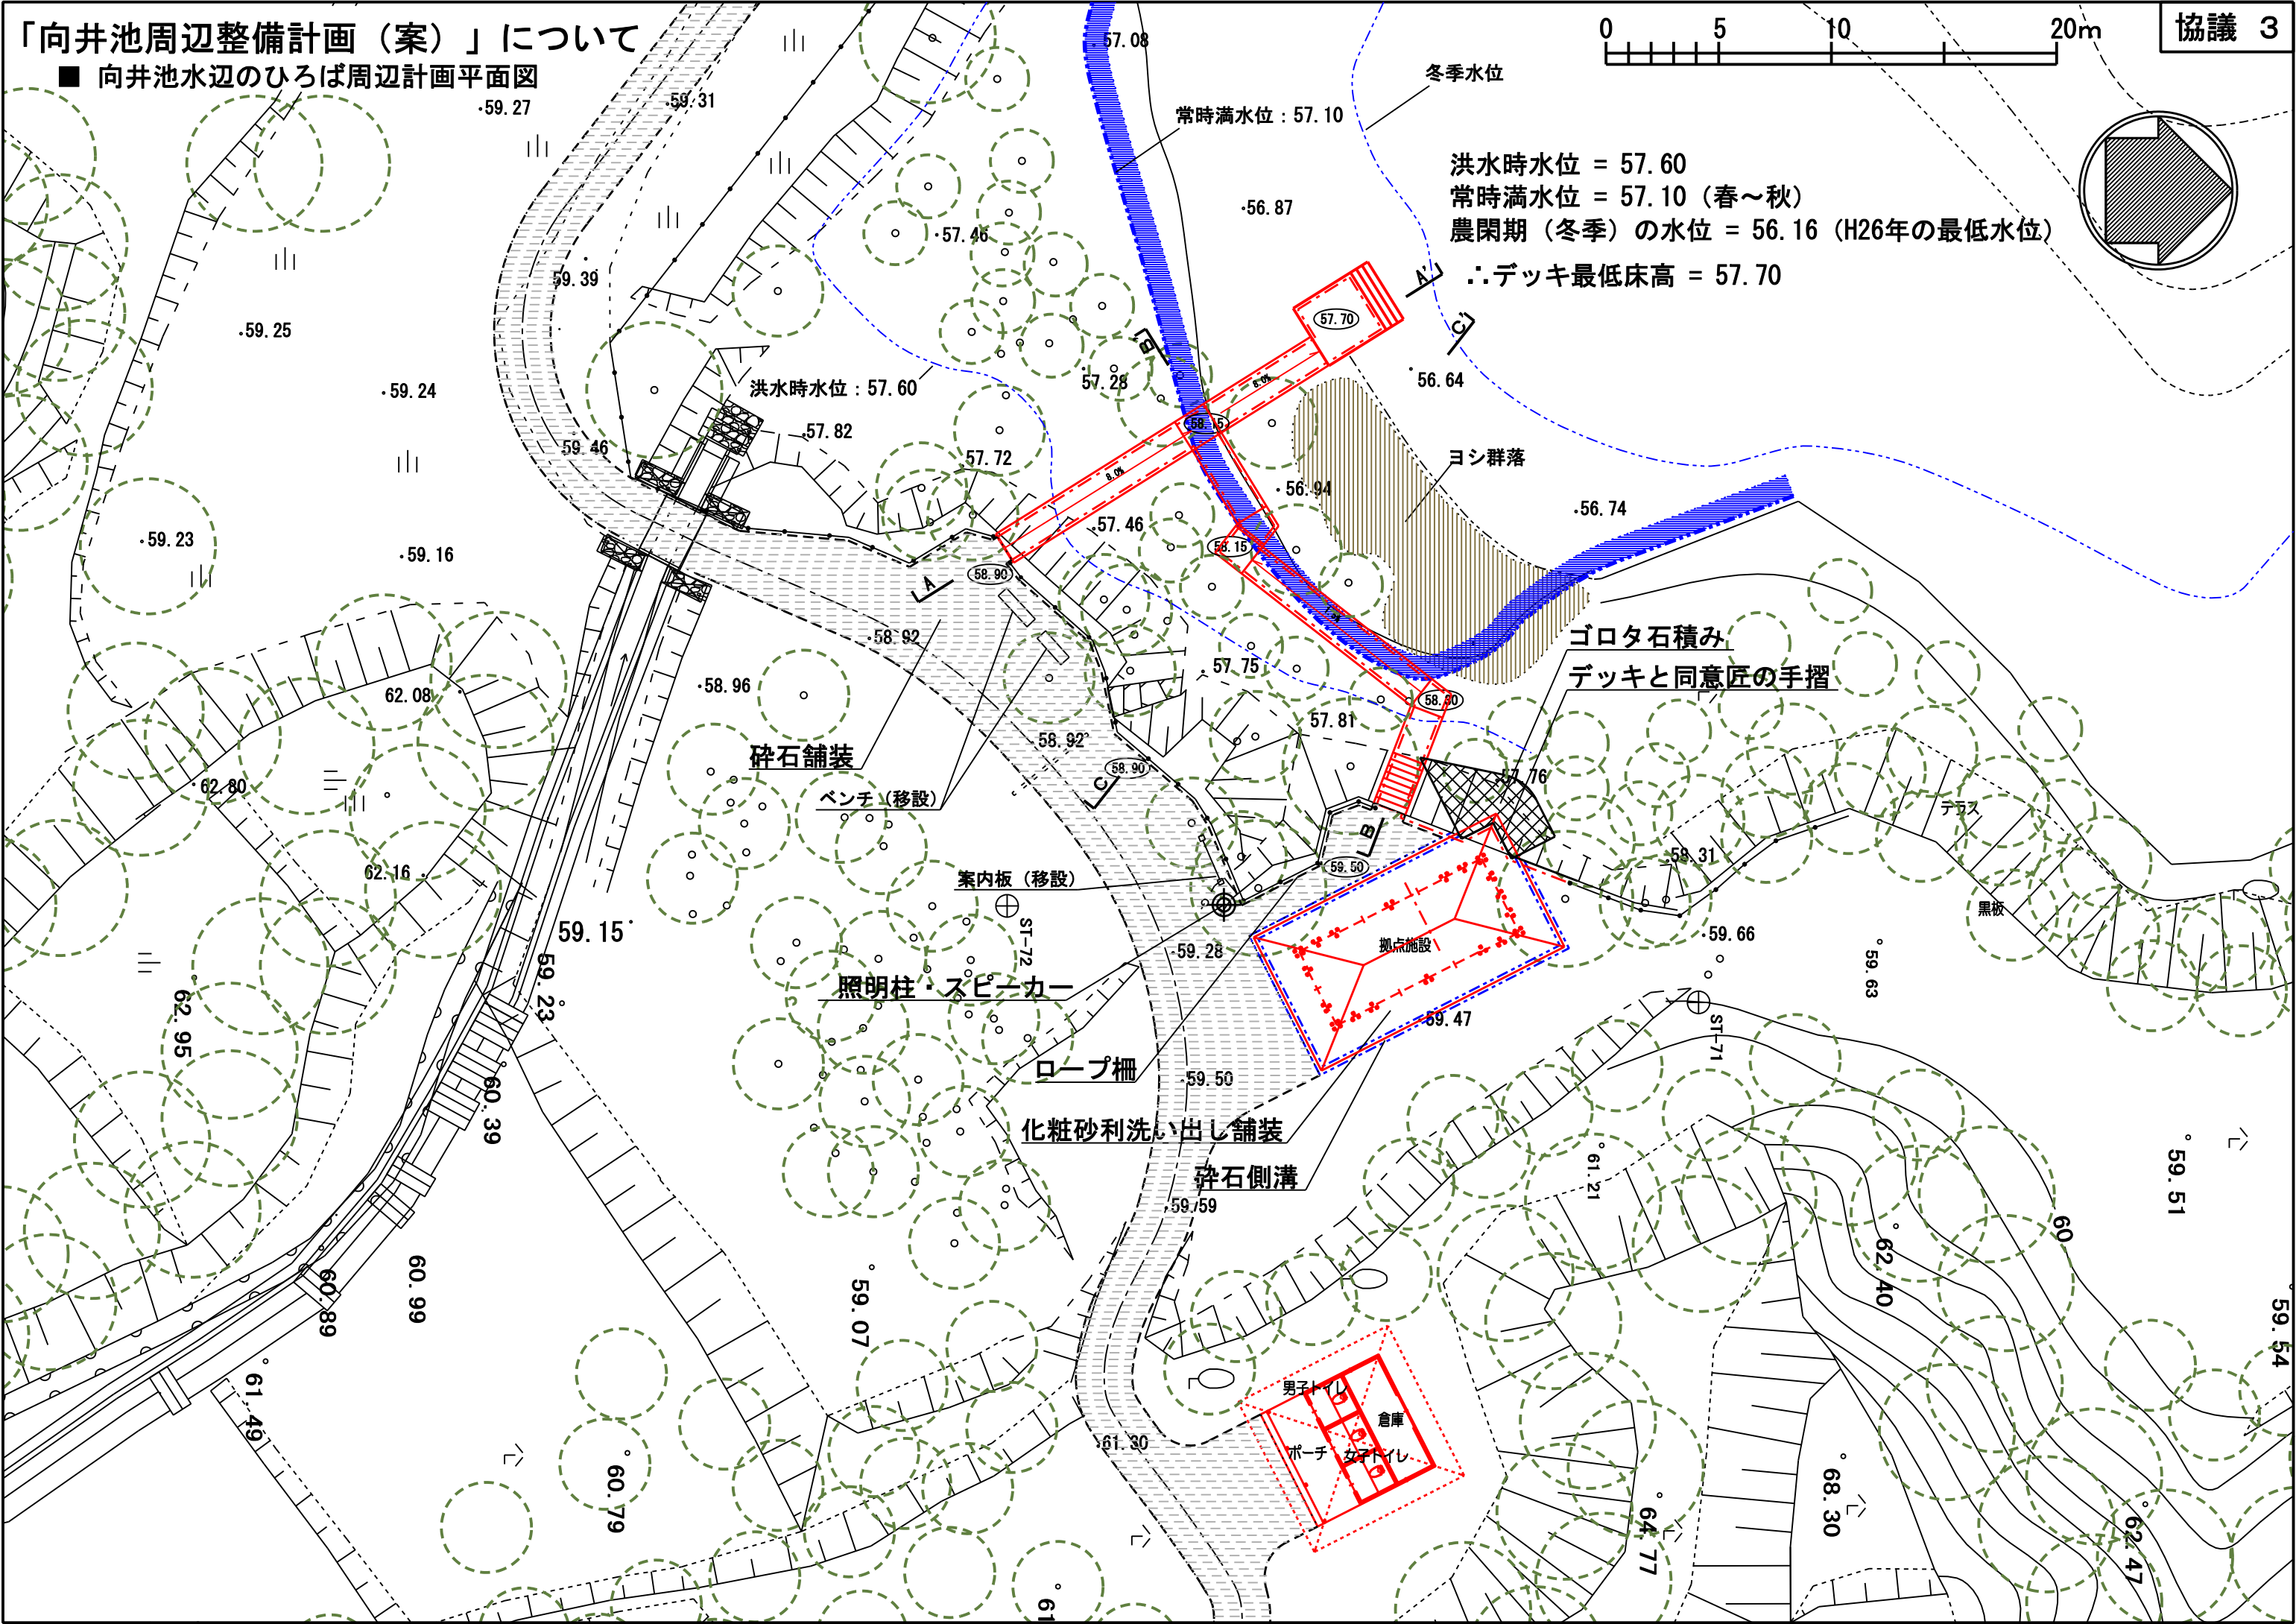 「向井池周辺整備計画（案）」について
■ 向井池水辺のひろば周辺計画平面図
協議 3
0 5 10 20m
冬季水位
常時満水位：57.10
洪水時水位 = 57.60
常時満水位 = 57.10（春～秋）
農閑期（冬季）の水位 = 56.16（H26年の最低水位）
∴デッキ最低床高 = 57.70
57.08
59.27
59.31
56.87
57.46
59.39
59.25
57.70
A'
C'
B'
59.24
洪水時水位：57.60
57.28
56.64
8.0%
58.15
57.82
59.46
57.72
8.0%
ヨシ群落
56.94
56.74
59.23
59.16
57.46
58.15
58.90
A
58.92
ゴロタ石積み
デッキと同意匠の手摺
57.75
58.96
62.08
58.30
57.81
58.92
砕石舗装
58.90
C
57.76
62.80
ベンチ（移設）
テラス
B
59.50
58.31
62.16
案内板（移設）
黒板
59.15
ST-72
59.28
拠点施設
59.66
59.63
照明柱・スピーカー
59.23
62.95
59.47
ST-71
ロープ柵
59.50
60.39
化粧砂利洗い出し舗装
砕石側溝
61.21
59.51
59.59
60
62.40
60.99
60.89
59.07
59.54
61.49
男子トイレ
倉庫
ポーチ
女子トイレ
61.30
60.79
64.77
68.30
62.47
61